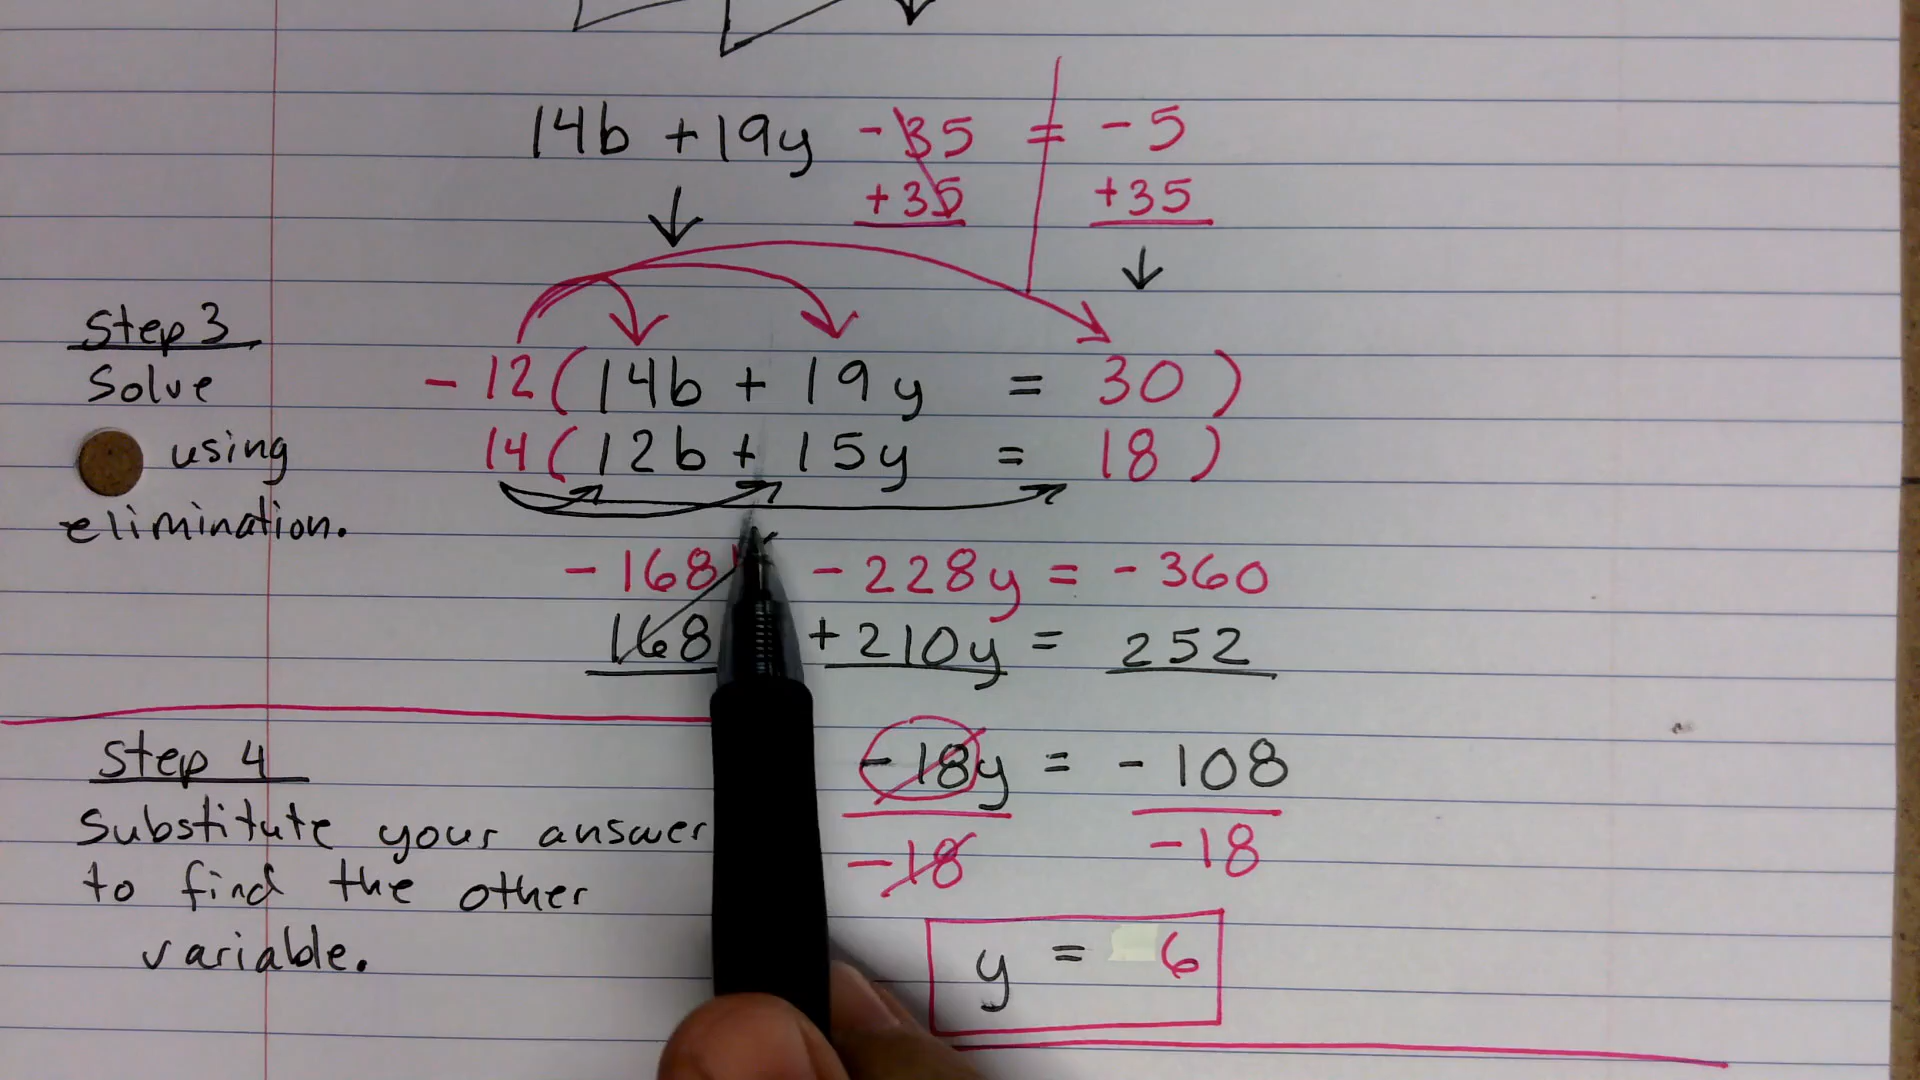 14b + 19y - 35 = - 5
+35 +35
Step 3
Solve
using
elimination.
- 12 ( 14b + 19y = 30 )
14 ( 12b + 15y = 18 )
- 168 - 228y = - 360
168 + 210y = 252
Step 4
Substitute your answer
to find the other
variable.
- 18y = - 108
- 18 - 18
y = 6